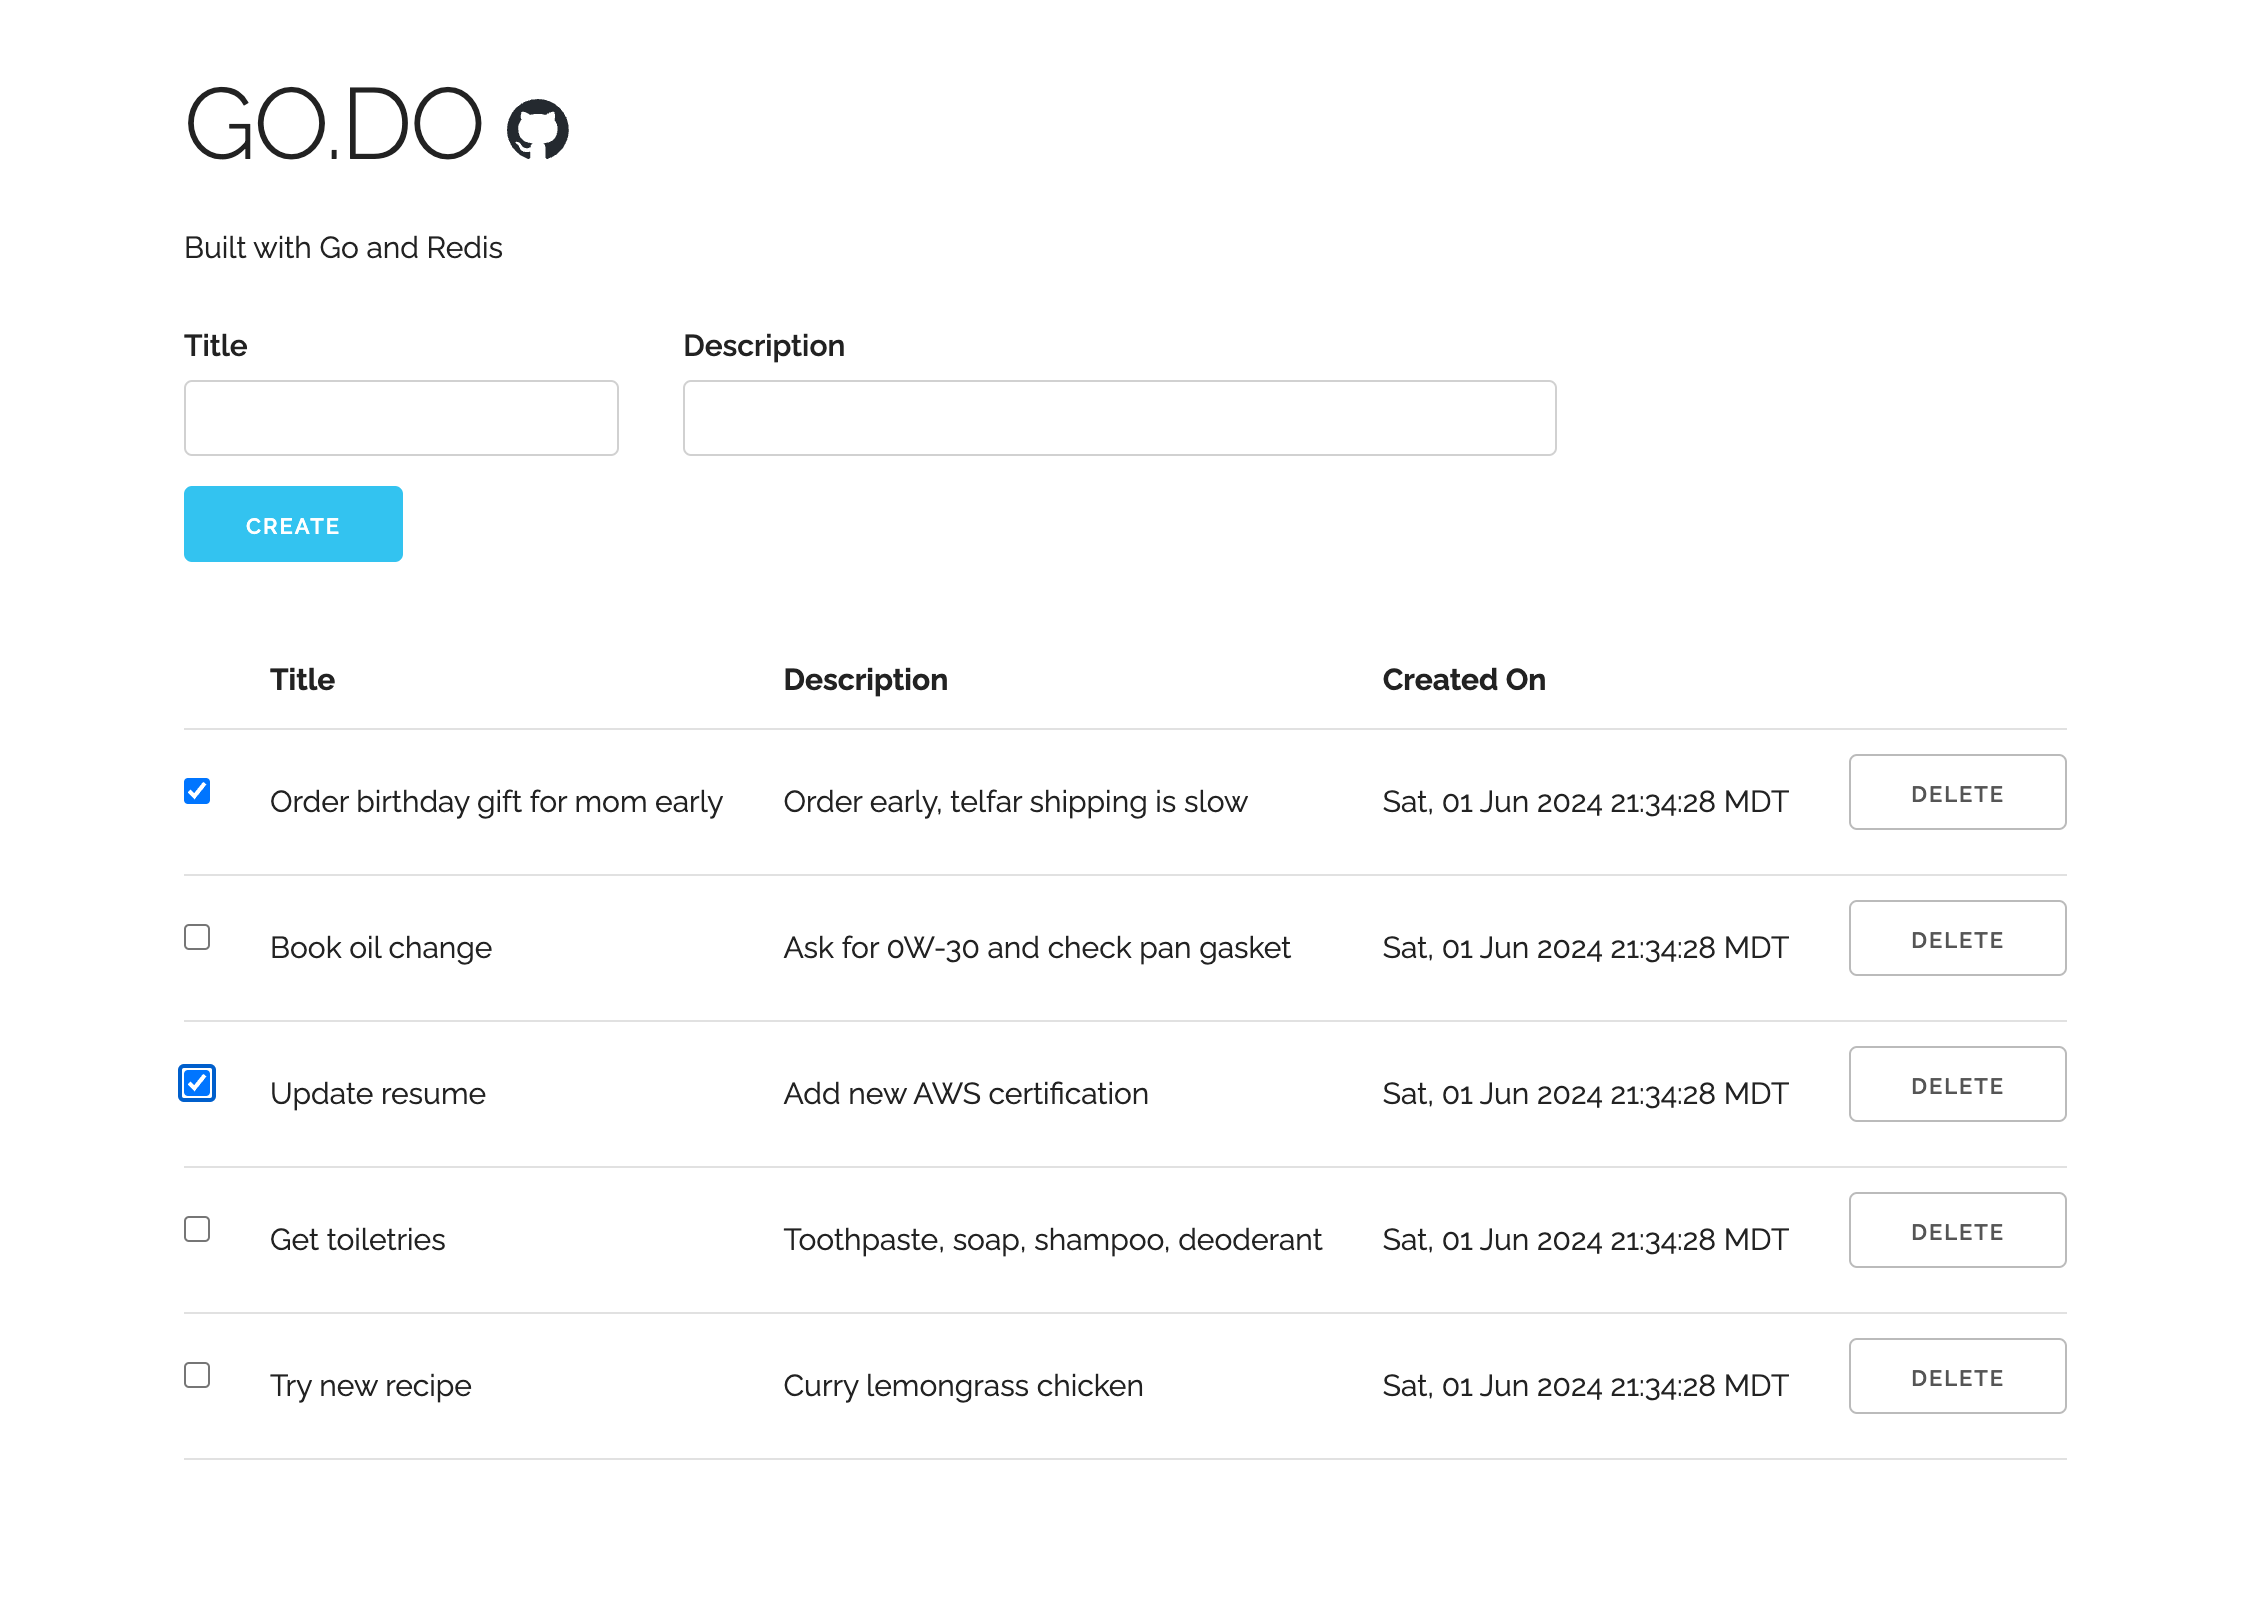 GO.DO
Built with Go and Redis
Title Description
CREATE
Title Description Created On
Order birthday gift for mom early Order early, telfar shipping is slow Sat, 01 Jun 2024 21:34:28 MDT DELETE
Book oil change Ask for 0W-30 and check pan gasket Sat, 01 Jun 2024 21:34:28 MDT DELETE
Update resume Add new AWS certification Sat, 01 Jun 2024 21:34:28 MDT DELETE
Get toiletries Toothpaste, soap, shampoo, deoderant Sat, 01 Jun 2024 21:34:28 MDT DELETE
Try new recipe Curry lemongrass chicken Sat, 01 Jun 2024 21:34:28 MDT DELETE